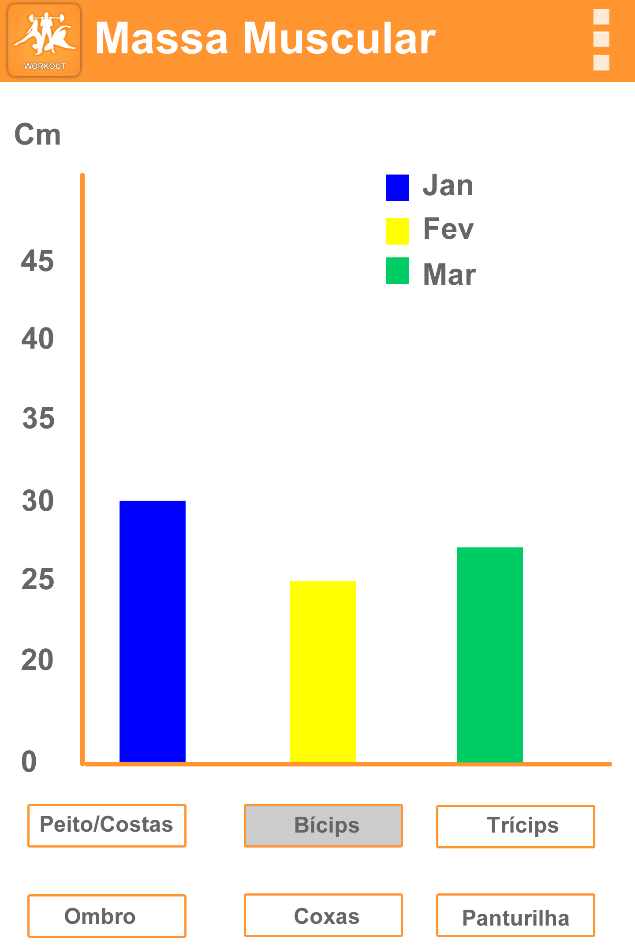 WORKOUT
Massa Muscular
Cm
Jan
Fev
Mar
45
40
35
30
25
20
0
Peito/Costas Bícips Trícips
Ombro Coxas Panturilha